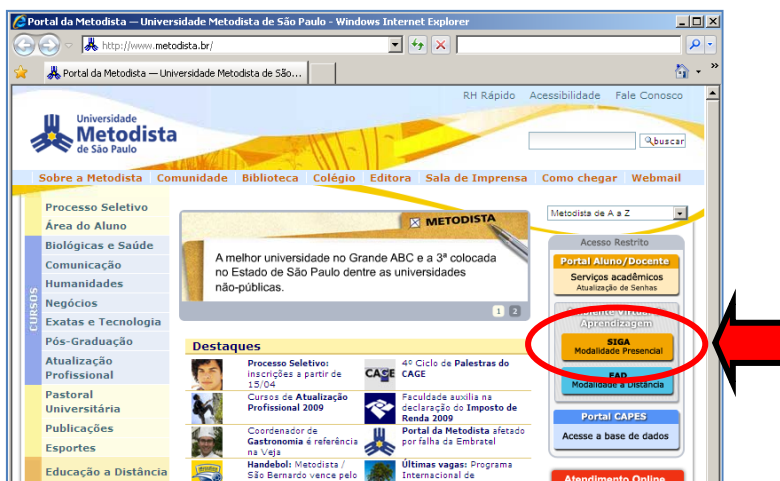 Portal da Metodista — Universidade Metodista de São Paulo - Windows Internet Explorer
http://www.metodista.br/
Portal da Metodista — Universidade Metodista de São...
RH Rápido Acessibilidade Fale Conosco
Universidade
Metodista
de São Paulo
buscar
Sobre a Metodista Comunidade Biblioteca Colégio Editora Sala de Imprensa Como chegar Webmail
Processo Seletivo
Área do Aluno
CURSOS
Biológicas e Saúde
Comunicação
Humanidades
Negócios
Exatas e Tecnologia
Pós-Graduação
Atualização
Profissional
Pastoral
Universitária
Publicações
Esportes
Educação a Distância
METODISTA
A melhor universidade no Grande ABC e a 3ª colocada
no Estado de São Paulo dentre as universidades
não-públicas.
1 2
Destaques
Processo Seletivo:
inscrições a partir de
15/04
4º Ciclo de Palestras do
CAGE
CAGE
Cursos de Atualização
Profissional 2009
Faculdade auxilia na
declaração do Imposto de
Renda 2009
Coordenador de
Gastronomia é referência
na Veja
Portal da Metodista afetado
por falha da Embratel
Handebol: Metodista /
São Bernardo vence pelo
Últimas vagas: Programa
Internacional de
Metodista de A a Z
Acesso Restrito
Portal Aluno/Docente
Serviços acadêmicos
Atualização de Senhas
Aprendizagem
SIGA
Modalidade Presencial
EAD
Modalidade a Distância
Portal CAPES
Acesse a base de dados
Atendimento Online